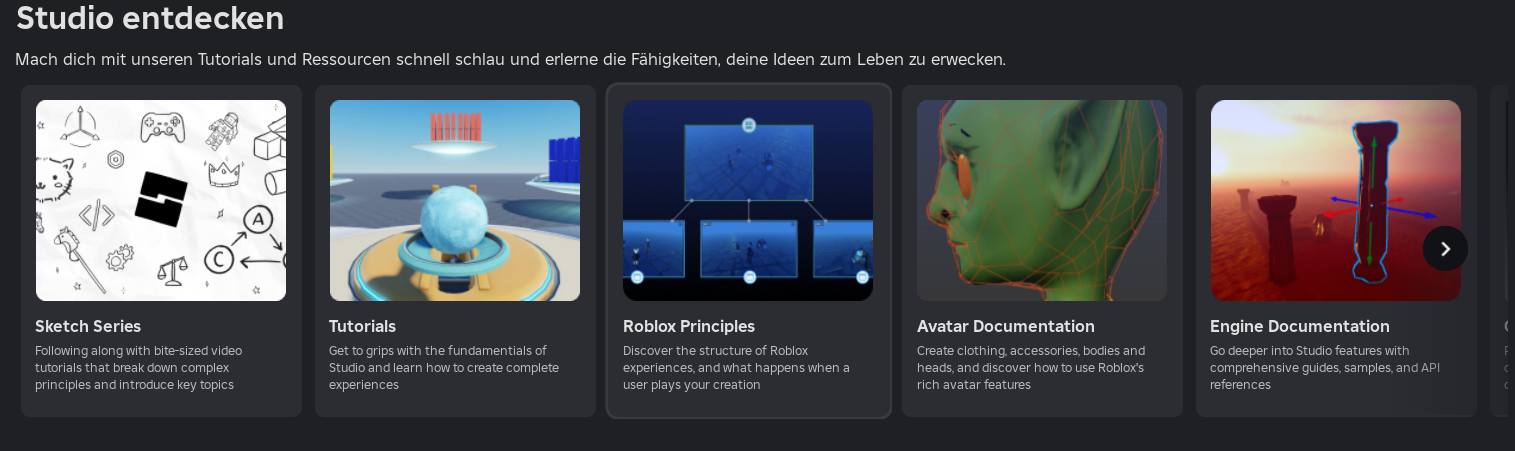 Studio entdecken
Mach dich mit unseren Tutorials und Ressourcen schnell schlau und erlerne die Fähigkeiten, deine Ideen zum Leben zu erwecken.
A
C
Sketch Series
Following along with bite-sized video
tutorials that break down complex
principles and introduce key topics
Tutorials
Get to grips with the fundamentials of
Studio and learn how to create complete
experiences
Roblox Principles
Discover the structure of Roblox
experiences, and what happens when a
user plays your creation
Avatar Documentation
Create clothing, accessories, bodies and
heads, and discover how to use Roblox's
rich avatar features
Engine Documentation
Go deeper into Studio features with
comprehensive guides, samples, and API
references